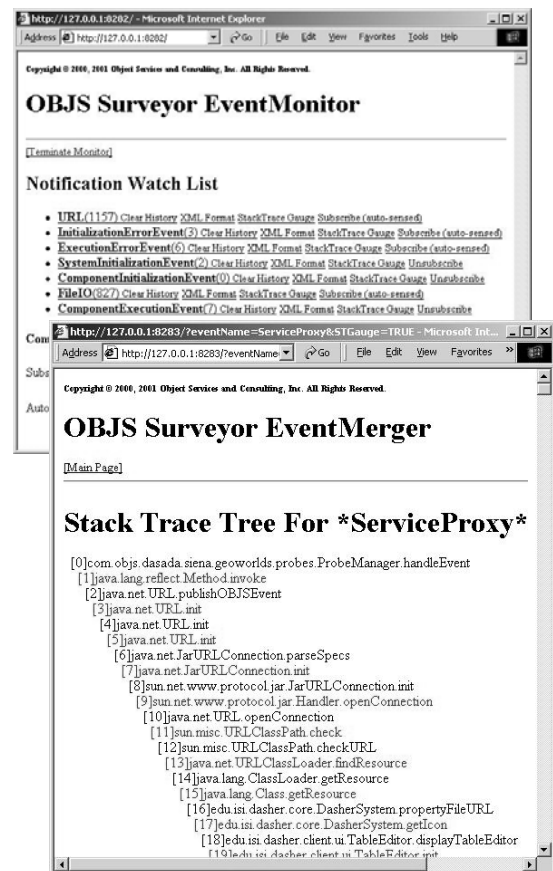 http://127.0.0.1:8282/ - Microsoft Internet Explorer
Address http://127.0.0.1:8282/ Go File Edit View Favorites Tools Help
Copyright © 2000, 2001 Object Services and Consulting, Inc. All Rights Reserved.
OBJS Surveyor EventMonitor
[Terminate Monitor]
Notification Watch List
• URL(1157) Clear History XML Format StackTrace Gauge Subscribe (auto-sensed)
• InitializationErrorEvent(3) Clear History XML Format StackTrace Gauge Subscribe (auto-sensed)
• ExecutionErrorEvent(6) Clear History XML Format StackTrace Gauge Subscribe (auto-sensed)
• SystemInitializationEvent(2) Clear History XML Format StackTrace Gauge Unsubscribe
• ComponentInitializationEvent(0) Clear History XML Format StackTrace Gauge Unsubscribe
• FileIO(827) Clear History XML Format StackTrace Gauge Subscribe (auto-sensed)
• ComponentExecutionEvent(7) Clear History XML Format StackTrace Gauge Unsubscribe
Com
Subs
Auto
http://127.0.0.1:8283/?eventName=ServiceProxy&STGauge=TRUE - Microsoft Int...
Address http://127.0.0.1:8283/?eventName Go File Edit View Favorites »
Copyright © 2000, 2001 Object Services and Consulting, Inc. All Rights Reserved.
OBJS Surveyor EventMerger
[Main Page]
Stack Trace Tree For *ServiceProxy*
[0]com.objs.dasada.siena.geoworlds.probes.ProbeManager.handleEvent
[1]java.lang.reflect.Method.invoke
[2]java.net.URL.publishOBJSEvent
[3]java.net.URL.init
[4]java.net.URL.init
[5]java.net.URL.init
[6]java.net.JarURLConnection.parseSpecs
[7]java.net.JarURLConnection.init
[8]sun.net.www.protocol.jar.JarURLConnection.init
[9]sun.net.www.protocol.jar.Handler.openConnection
[10]java.net.URL.openConnection
[11]sun.misc.URLClassPath.check
[12]sun.misc.URLClassPath.checkURL
[13]java.net.URLClassLoader.findResource
[14]java.lang.ClassLoader.getResource
[15]java.lang.Class.getResource
[16]edu.isi.dasher.core.DasherSystem.propertyFileURL
[17]edu.isi.dasher.core.DasherSystem.getIcon
[18]edu.isi.dasher.client.ui.TableEditor.displayTableEditor
[19]edu.isi.dasher.client.ui.TableEditor.init